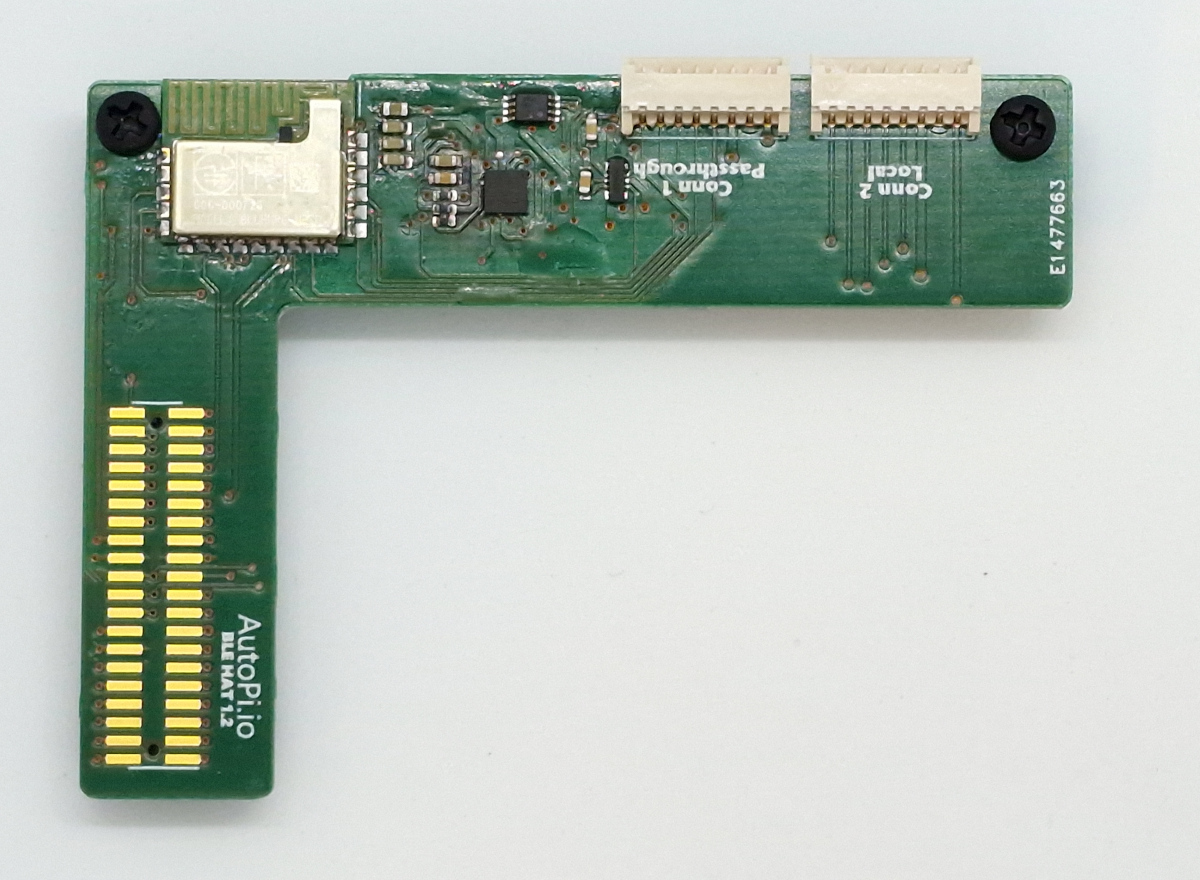 AutoPi.io
BLE HAT 1.2
Conn 1
Passthrough
Conn 2
Local
E1477663